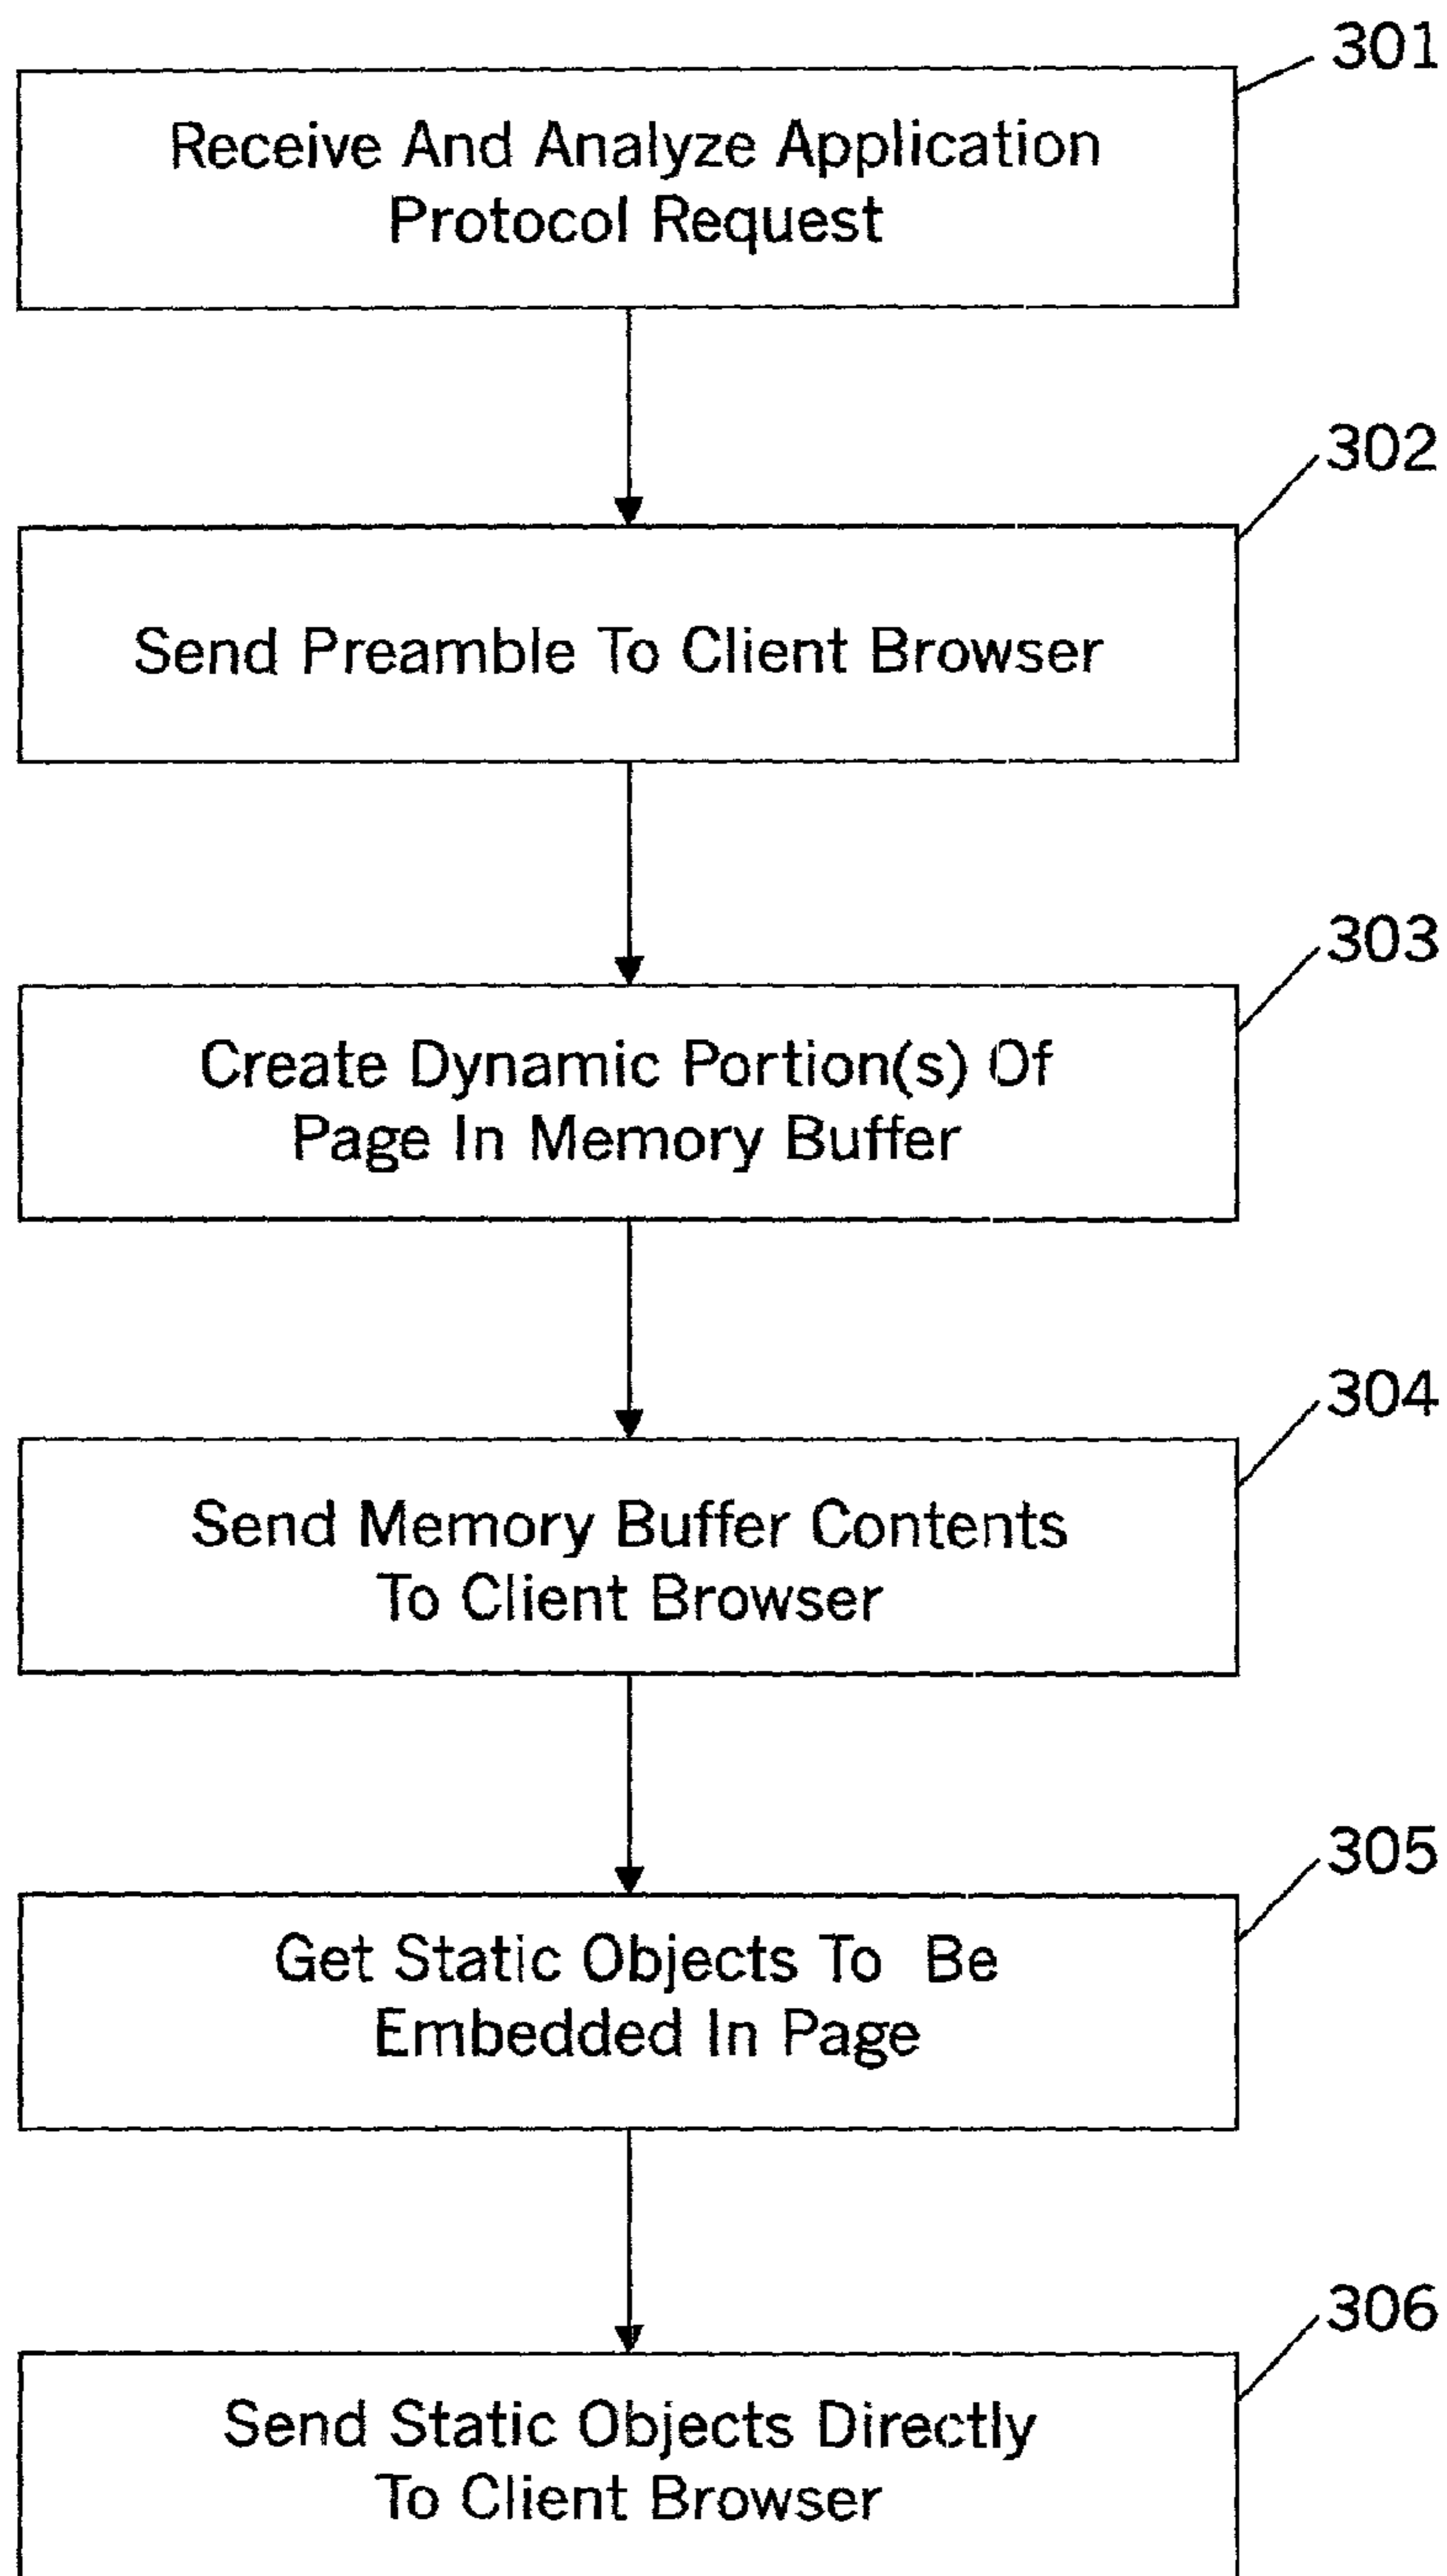 301
Receive And Analyze Application
Protocol Request
302
Send Preamble To Client Browser
303
Create Dynamic Portion(s) Of
Page In Memory Buffer
304
Send Memory Buffer Contents
To Client Browser
305
Get Static Objects To Be
Embedded In Page
306
Send Static Objects Directly
To Client Browser